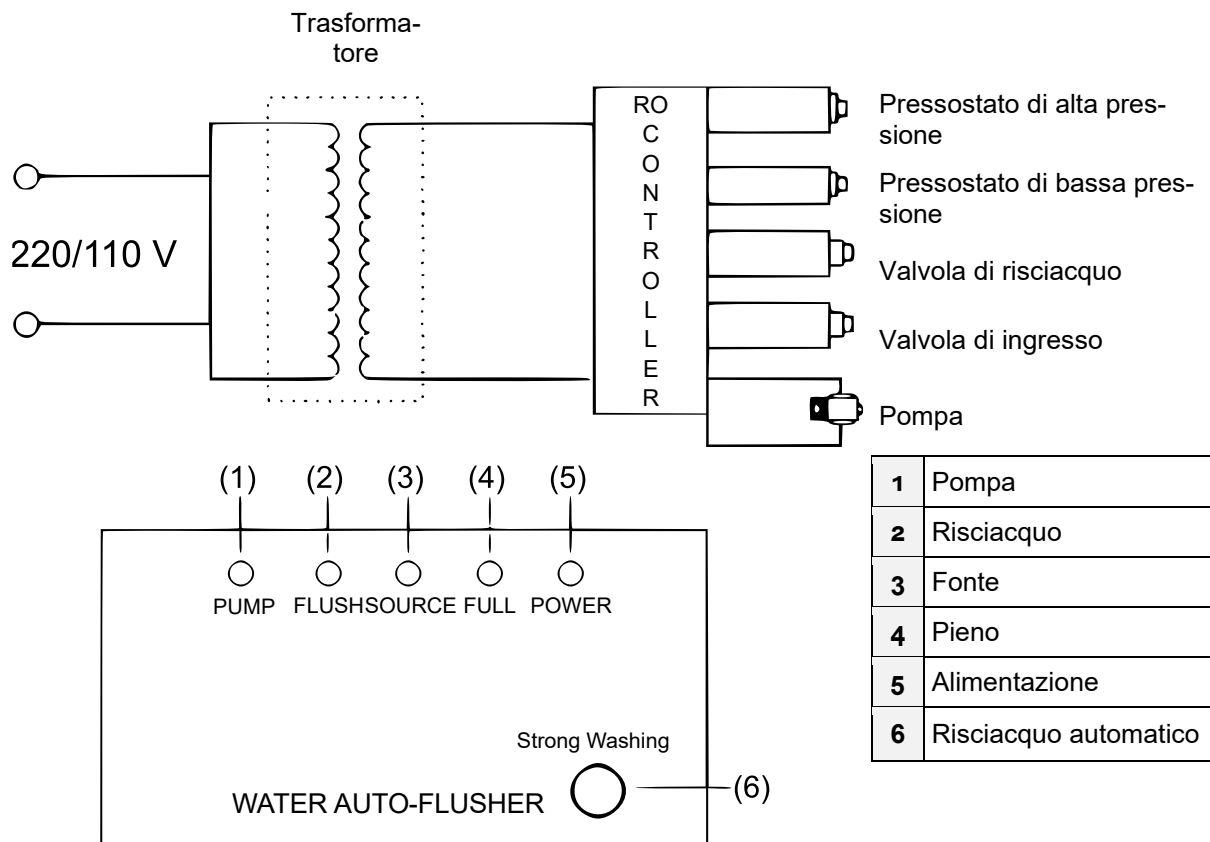 Trasforma-
tore
220/110 V
RO
C
O
N
T
R
O
L
L
E
R
Pressostato di alta pres-
sione
Pressostato di bassa pres-
sione
Valvola di risciacquo
Valvola di ingresso
Pompa
(1) (2) (3) (4) (5)
PUMP FLUSH SOURCE FULL POWER
Strong Washing
WATER AUTO-FLUSHER
(6)
1 Pompa
2 Risciacquo
3 Fonte
4 Pieno
5 Alimentazione
6 Risciacquo automatico